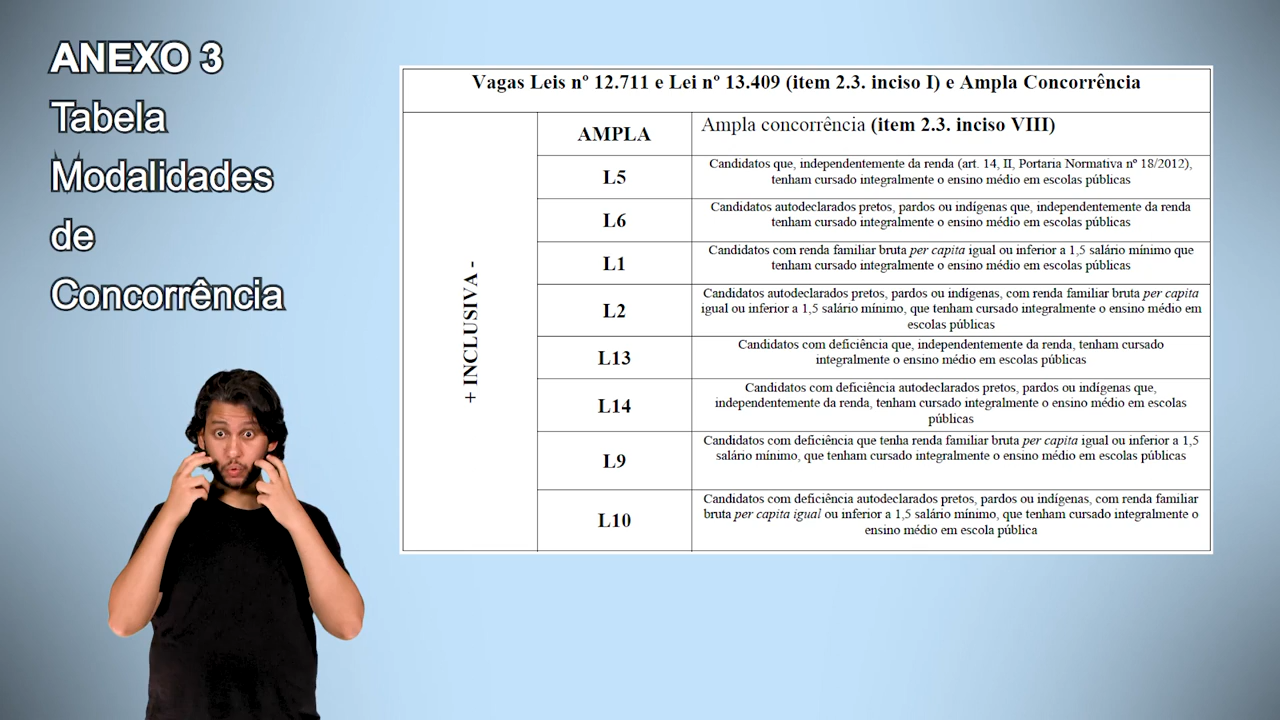 ANEXO 3
Tabela
Modalidades
de
Concorrência
Vagas Leis nº 12.711 e Lei nº 13.409 (item 2.3. inciso I) e Ampla Concorrência
+ INCLUSIVA -
AMPLA
Ampla concorrência (item 2.3. inciso VIII)
L5
Candidatos que, independentemente da renda (art. 14, II, Portaria Normativa nº 18/2012),
tenham cursado integralmente o ensino médio em escolas públicas
L6
Candidatos autodeclarados pretos, pardos ou indígenas que, independentemente da renda
tenham cursado integralmente o ensino médio em escolas públicas
L1
Candidatos com renda familiar bruta per capita igual ou inferior a 1,5 salário mínimo que
tenham cursado integralmente o ensino médio em escolas públicas
L2
Candidatos autodeclarados pretos, pardos ou indígenas, com renda familiar bruta per capita
igual ou inferior a 1,5 salário mínimo, que tenham cursado integralmente o ensino médio em
escolas públicas
L13
Candidatos com deficiência que, independentemente da renda, tenham cursado
integralmente o ensino médio em escolas públicas
L14
Candidatos com deficiência autodeclarados pretos, pardos ou indígenas que,
independentemente da renda, tenham cursado integralmente o ensino médio em escolas
públicas
L9
Candidatos com deficiência que tenha renda familiar bruta per capita igual ou inferior a 1,5
salário mínimo, que tenham cursado integralmente o ensino médio em escolas públicas
L10
Candidatos com deficiência autodeclarados pretos, pardos ou indígenas, com renda familiar
bruta per capita igual ou inferior a 1,5 salário mínimo, que tenham cursado integralmente o
ensino médio em escola pública